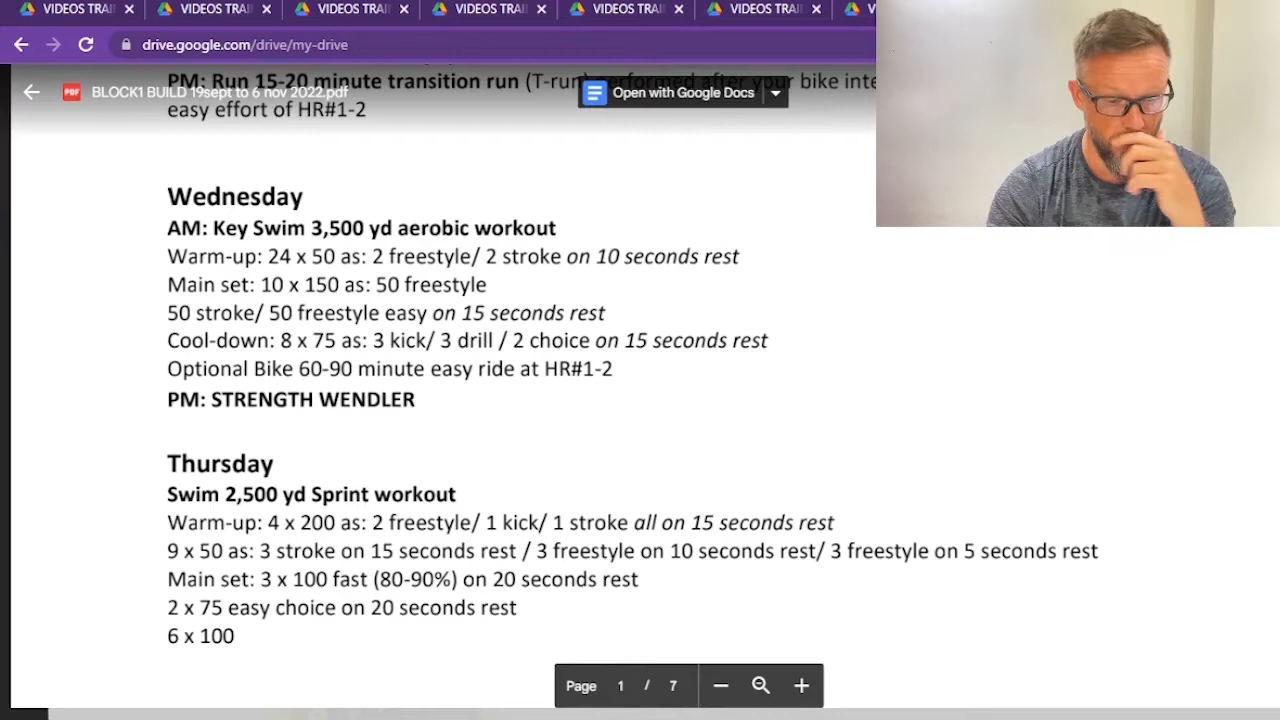 VIDEOS TRAI VIDEOS TRAI VIDEOS TRAI VIDEOS TRAI VIDEOS TRAI VIDEOS TRAI VI
drive.google.com/drive/my-drive
PM: Run 15-20 minute transition run (T-run) performed after your bike inte
BLOCK1 BUILD 19sept to 6 nov 2022.pdf
PDF
Open with Google Docs
easy effort of HR#1-2
Wednesday
AM: Key Swim 3,500 yd aerobic workout
Warm-up: 24 x 50 as: 2 freestyle/ 2 stroke on 10 seconds rest
Main set: 10 x 150 as: 50 freestyle
50 stroke/ 50 freestyle easy on 15 seconds rest
Cool-down: 8 x 75 as: 3 kick/ 3 drill / 2 choice on 15 seconds rest
Optional Bike 60-90 minute easy ride at HR#1-2
PM: STRENGTH WENDLER
Thursday
Swim 2,500 yd Sprint workout
Warm-up: 4 x 200 as: 2 freestyle/ 1 kick/ 1 stroke all on 15 seconds rest
9 x 50 as: 3 stroke on 15 seconds rest / 3 freestyle on 10 seconds rest/ 3 freestyle on 5 seconds rest
Main set: 3 x 100 fast (80-90%) on 20 seconds rest
2 x 75 easy choice on 20 seconds rest
6 x 100
Page 1 / 7